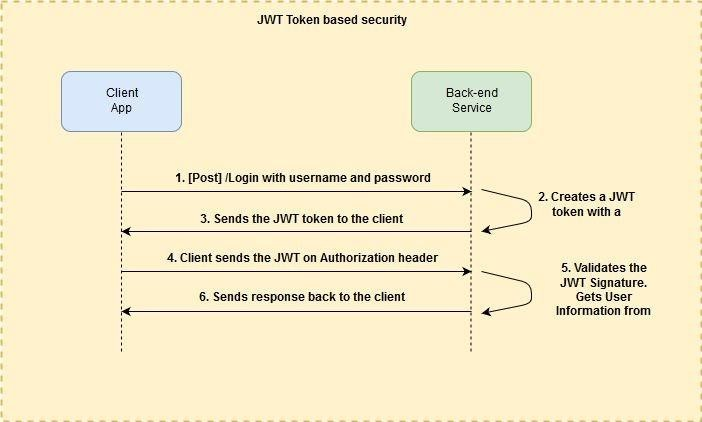 JWT Token based security
Client
App
Back-end
Service
1. [Post] /Login with username and password
2. Creates a JWT
token with a
3. Sends the JWT token to the client
4. Client sends the JWT on Authorization header
5. Validates the
JWT Signature.
Gets User
Information from
6. Sends response back to the client